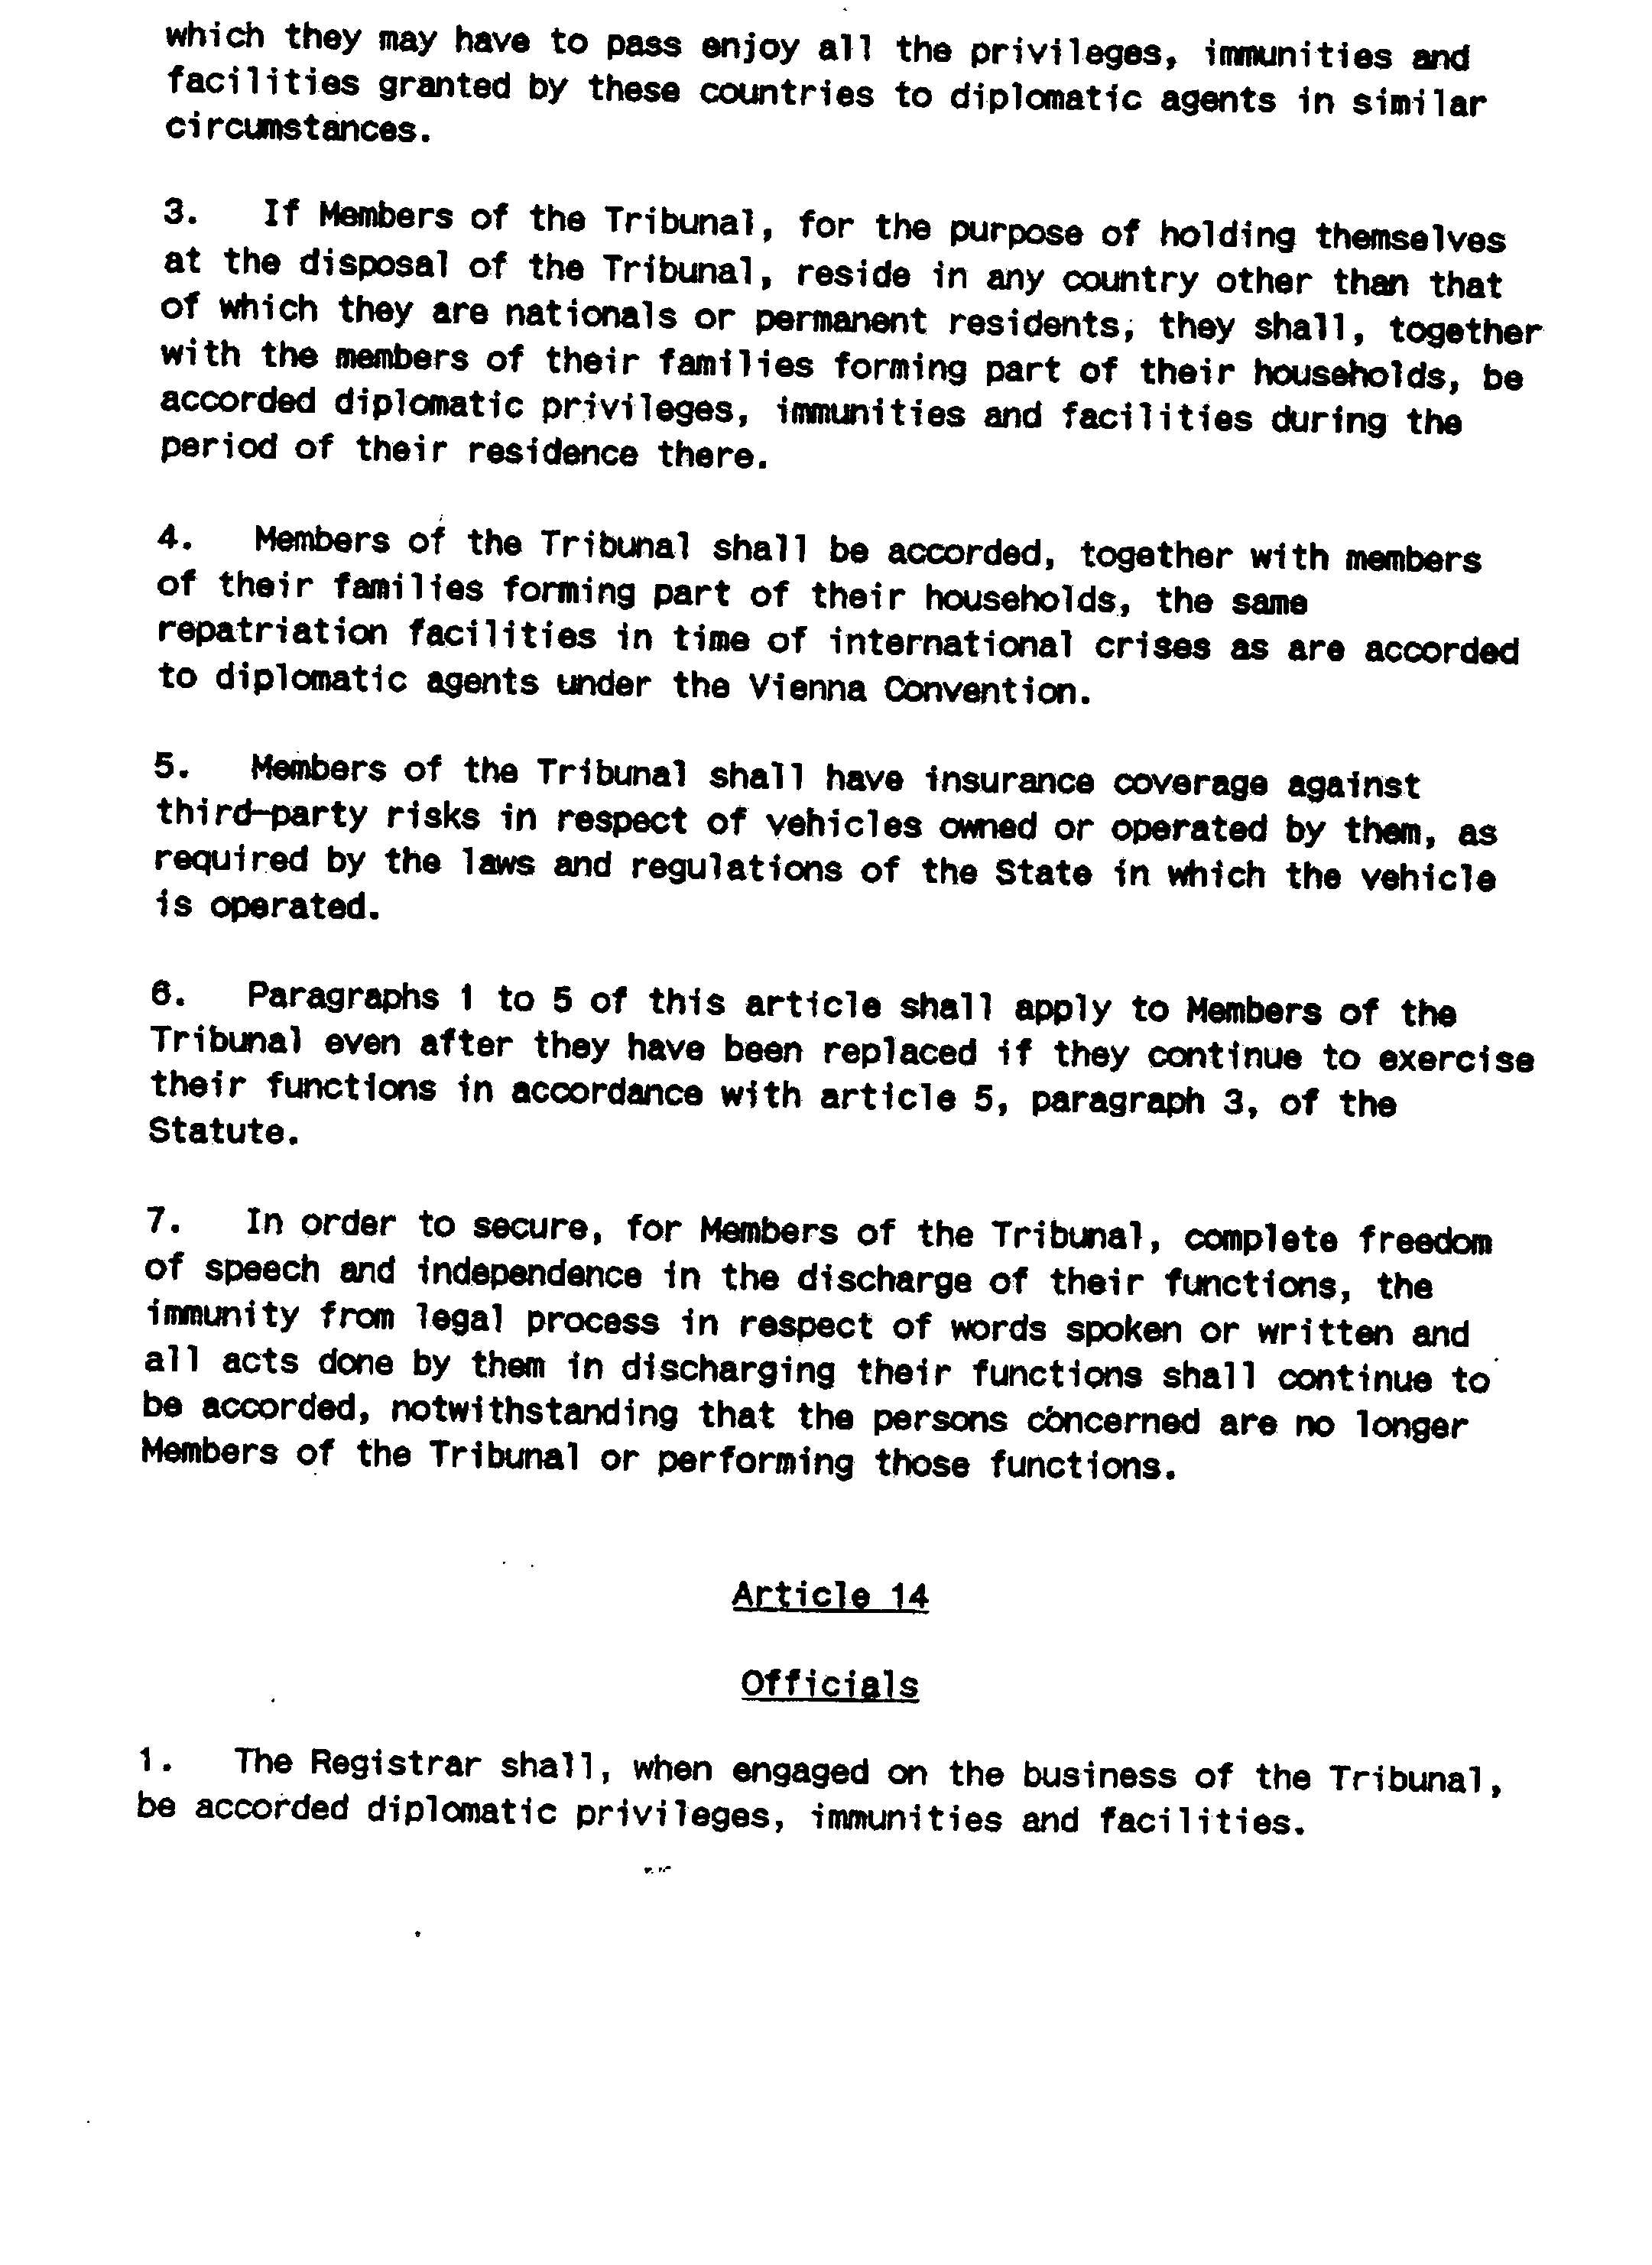 which they may have to pass enjoy all the privileges, immunities and
facilities granted by these countries to diplomatic agents in similar
circumstances.
3. If Members of the Tribunal, for the purpose of holding themselves
at the disposal of the Tribunal, reside in any country other than that
of which they are nationals or permanent residents, they shall, together
with the members of their families forming part of their households, be
accorded diplomatic privileges, immunities and facilities during the
period of their residence there.
4. Members of the Tribunal shall be accorded, together with members
of their families forming part of their households, the same
repatriation facilities in time of international crises as are accorded
to diplomatic agents under the Vienna Convention.
5. Members of the Tribunal shall have insurance coverage against
third-party risks in respect of vehicles owned or operated by them, as
required by the laws and regulations of the State in which the vehicle
is operated.
6. Paragraphs 1 to 5 of this article shall apply to Members of the
Tribunal even after they have been replaced if they continue to exercise
their functions in accordance with article 5, paragraph 3, of the
Statute.
7. In order to secure, for Members of the Tribunal, complete freedom
of speech and independence in the discharge of their functions, the
immunity from legal process in respect of words spoken or written and
all acts done by them in discharging their functions shall continue to
be accorded, notwithstanding that the persons concerned are no longer
Members of the Tribunal or performing those functions.
Article 14
Officials
1. The Registrar shall, when engaged on the business of the Tribunal,
be accorded diplomatic privileges, immunities and facilities.